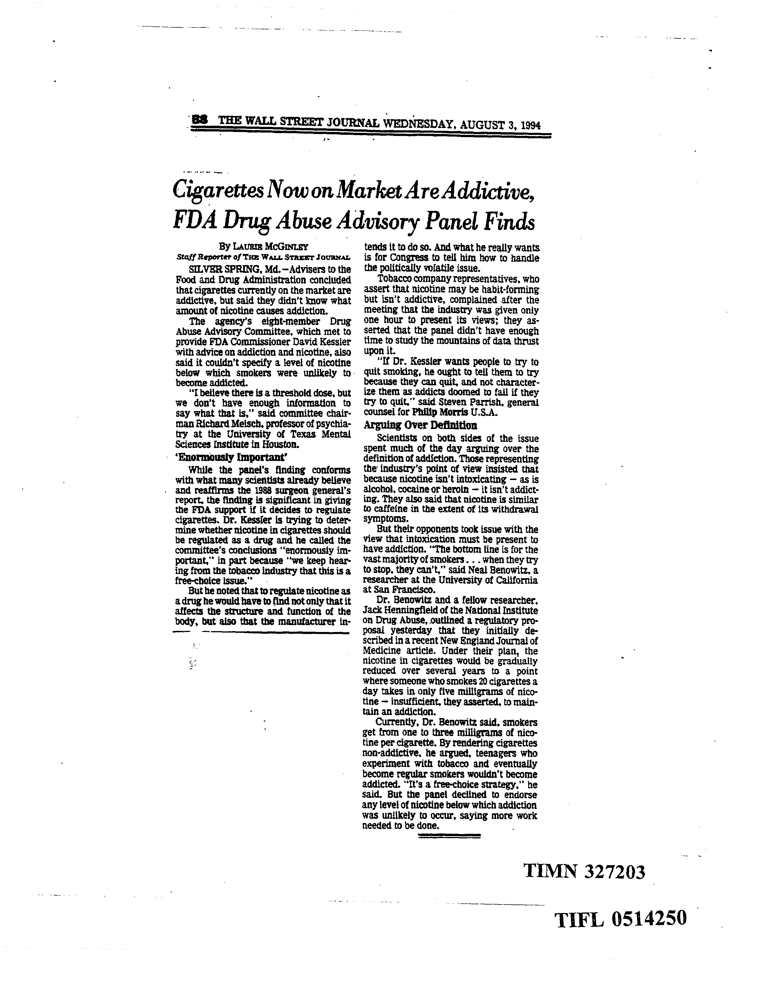 B8 THE WALL STREET JOURNAL WEDNESDAY, AUGUST 3, 1994
Cigarettes Now on Market Are Addictive,
FDA Drug Abuse Advisory Panel Finds
By LAURIE MCGINLEY
Staff Reporter of THE WALL STREET JOURNAL
SILVER SPRING, Md.—Advisers to the
Food and Drug Administration concluded
that cigarettes currently on the market are
addictive, but said they didn't know what
amount of nicotine causes addiction.
The agency's eight-member Drug
Abuse Advisory Committee, which met to
provide FDA Commissioner David Kessler
with advice on addiction and nicotine, also
said it couldn't specify a level of nicotine
below which smokers were unlikely to
become addicted.
"I believe there is a threshold dose, but
we don't have enough information to
say what that is," said committee chair-
man Richard Meisch, professor of psychia-
try at the University of Texas Mental
Sciences Institute in Houston.
'Enormously Important'
While the panel's finding conforms
with what many scientists already believe
and reaffirms the 1988 surgeon general's
report, the finding is significant in giving
the FDA support if it decides to regulate
cigarettes. Dr. Kessler is trying to deter-
mine whether nicotine in cigarettes should
be regulated as a drug and he called the
committee's conclusions "enormously im-
portant," in part because "we keep hear-
ing from the tobacco industry that this is a
free-choice issue."
But he noted that to regulate nicotine as
a drug he would have to find not only that it
affects the structure and function of the
body, but also that the manufacturer in-
tends it to do so. And what he really wants
is for Congress to tell him how to handle
the politically volatile issue.
Tobacco company representatives, who
assert that nicotine may be habit-forming
but isn't addictive, complained after the
meeting that the industry was given only
one hour to present its views; they as-
serted that the panel didn't have enough
time to study the mountains of data thrust
upon it.
"If Dr. Kessler wants people to try to
quit smoking, he ought to tell them to try
because they can quit, and not character-
ize them as addicts doomed to fail if they
try to quit," said Steven Parrish, general
counsel for Philip Morris U.S.A.
Arguing Over Definition
Scientists on both sides of the issue
spent much of the day arguing over the
definition of addiction. Those representing
the industry's point of view insisted that
because nicotine isn't intoxicating — as is
alcohol, cocaine or heroin — it isn't addict-
ing. They also said that nicotine is similar
to caffeine in the extent of its withdrawal
symptoms.
But their opponents took issue with the
view that intoxication must be present to
have addiction. "The bottom line is for the
vast majority of smokers . . . when they try
to stop, they can't," said Neal Benowitz, a
researcher at the University of California
at San Francisco.
Dr. Benowitz and a fellow researcher,
Jack Henningfield of the National Institute
on Drug Abuse, outlined a regulatory pro-
posal yesterday that they initially de-
scribed in a recent New England Journal of
Medicine article. Under their plan, the
nicotine in cigarettes would be gradually
reduced over several years to a point
where someone who smokes 20 cigarettes a
day takes in only five milligrams of nico-
tine — insufficient, they asserted, to main-
tain an addiction.
Currently, Dr. Benowitz said, smokers
get from one to three milligrams of nico-
tine per cigarette. By rendering cigarettes
non-addictive, he argued, teenagers who
experiment with tobacco and eventually
become regular smokers wouldn't become
addicted. "It's a free-choice strategy," he
said. But the panel declined to endorse
any level of nicotine below which addiction
was unlikely to occur, saying more work
needed to be done.
TIMN 327203
TIFL 0514250